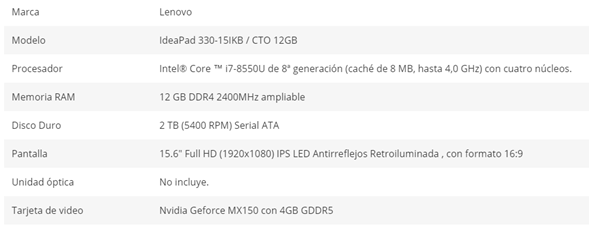 Marca Lenovo
Modelo IdeaPad 330-15IKB / CTO 12GB
Procesador Intel® Core ™ i7-8550U de 8ª generación (caché de 8 MB, hasta 4,0 GHz) con cuatro núcleos.
Memoria RAM 12 GB DDR4 2400MHz ampliable
Disco Duro 2 TB (5400 RPM) Serial ATA
Pantalla 15.6" Full HD (1920x1080) IPS LED Antirreflejos Retroiluminada , con formato 16:9
Unidad óptica No incluye.
Tarjeta de video Nvidia Geforce MX150 con 4GB GDDR5